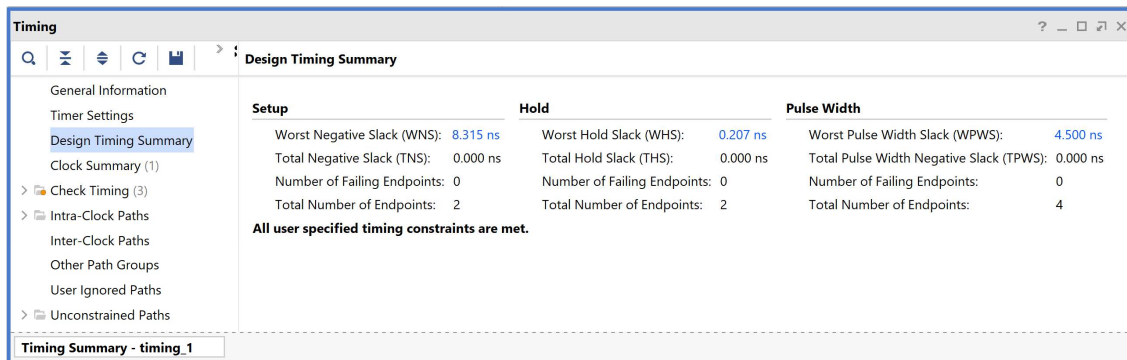 Timing
Design Timing Summary
General Information
Timer Settings
Design Timing Summary
Clock Summary (1)
Check Timing (3)
Intra-Clock Paths
Inter-Clock Paths
Other Path Groups
User Ignored Paths
Unconstrained Paths
Setup Hold Pulse Width
Worst Negative Slack (WNS): 8.315 ns Worst Hold Slack (WHS): 0.207 ns Worst Pulse Width Slack (WPWS): 4.500 ns
Total Negative Slack (TNS): 0.000 ns Total Hold Slack (THS): 0.000 ns Total Pulse Width Negative Slack (TPWS): 0.000 ns
Number of Failing Endpoints: 0 Number of Failing Endpoints: 0 Number of Failing Endpoints: 0
Total Number of Endpoints: 2 Total Number of Endpoints: 2 Total Number of Endpoints: 4
All user specified timing constraints are met.
Timing Summary - timing_1